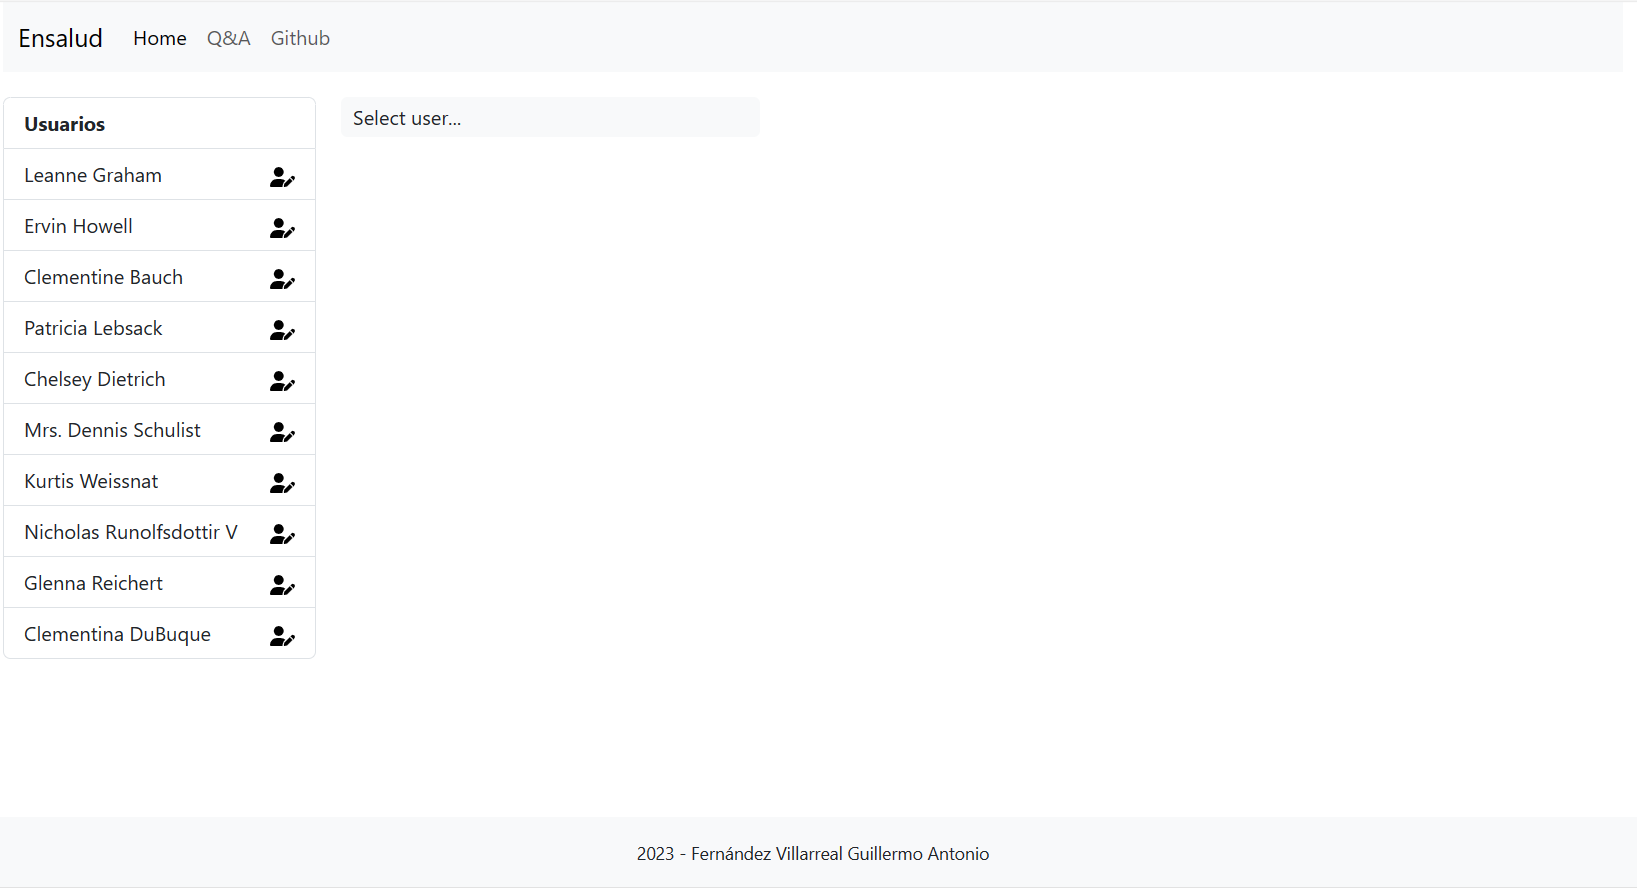 Ensalud Home Q&A Github
Usuarios
Leanne Graham
Ervin Howell
Clementine Bauch
Patricia Lebsack
Chelsey Dietrich
Mrs. Dennis Schulist
Kurtis Weissnat
Nicholas Runolfsdottir V
Glenna Reichert
Clementina DuBuque
Select user...
2023 - Fernández Villarreal Guillermo Antonio